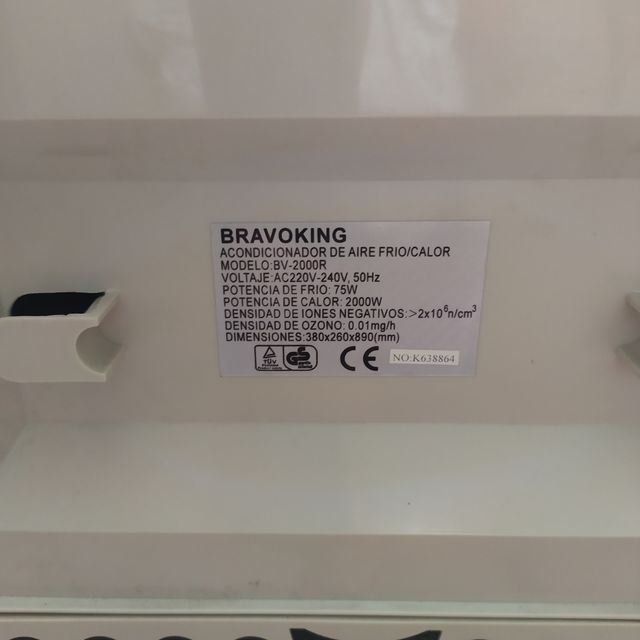 BRAVOKING
ACONDICIONADOR DE AIRE FRIO/CALOR
MODELO:BV-2000R
VOLTAJE:AC220V-240V, 50Hz
POTENCIA DE FRIO: 75W
POTENCIA DE CALOR: 2000W
DENSIDAD DE IONES NEGATIVOS:>2x10⁶n/cm³
DENSIDAD DE OZONO: 0.01mg/h
DIMENSIONES:380x260x890(mm)
TÜV GS CE NO:K638864